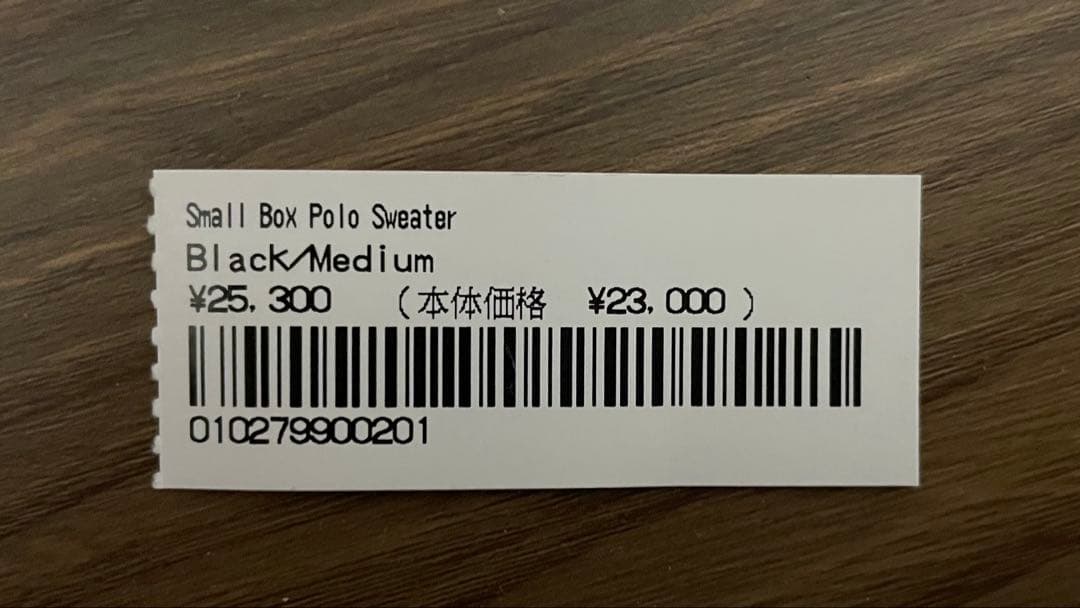 Small Box Polo Sweater
Black/Medium
¥25,300 (本体価格 ¥23,000 )
010279900201